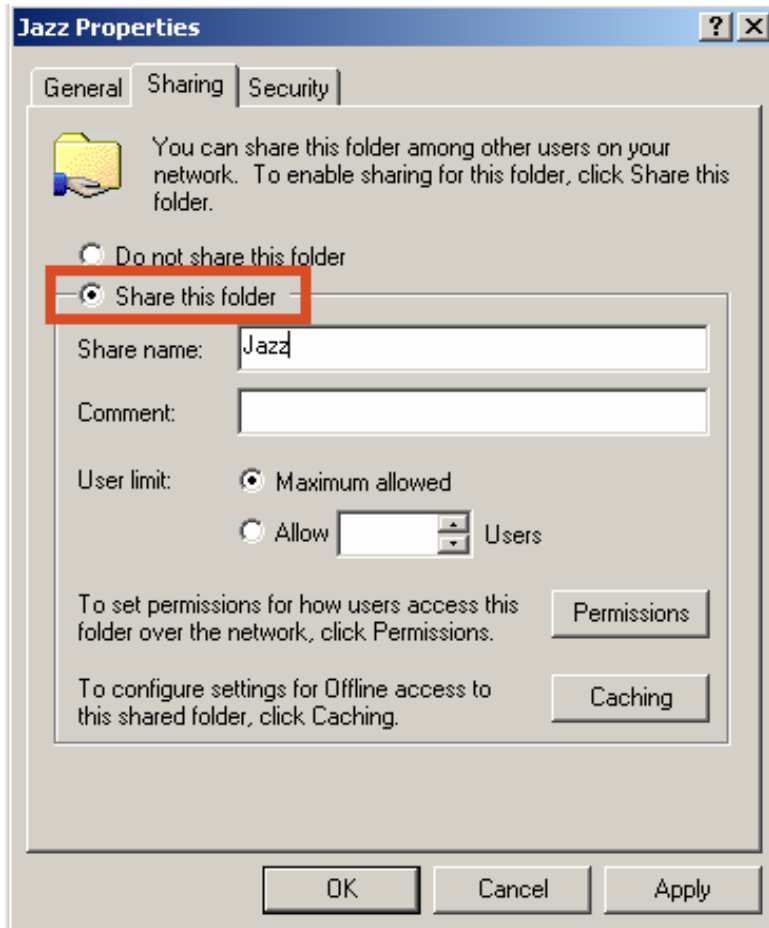 Jazz Properties
General Sharing Security
You can share this folder among other users on your
network. To enable sharing for this folder, click Share this
folder.
Do not share this folder
Share this folder
Share name: Jazz
Comment:
User limit: Maximum allowed
Allow Users
To set permissions for how users access this
folder over the network, click Permissions.
Permissions
To configure settings for Offline access to
this shared folder, click Caching.
Caching
OK Cancel Apply